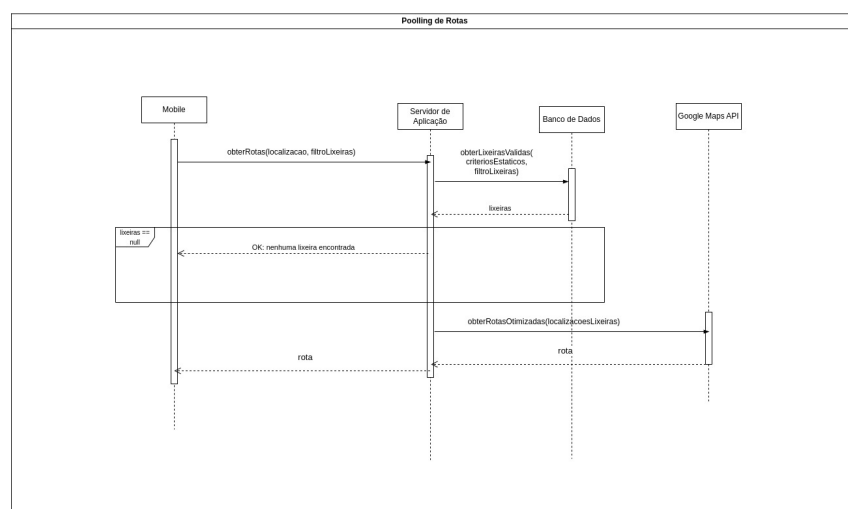 Poolling de Rotas
Mobile
Servidor de
Aplicação
Banco de Dados
Google Maps API
obterRotas(localizacao, filtroLixeiras)
obterLixeirasValidas(
criteriosEstaticos,
filtroLixeiras)
lixeiras
lixeiras ==
null
OK: nenhuma lixeira encontrada
obterRotasOtimizadas(localizacoesLixeiras)
rota
rota